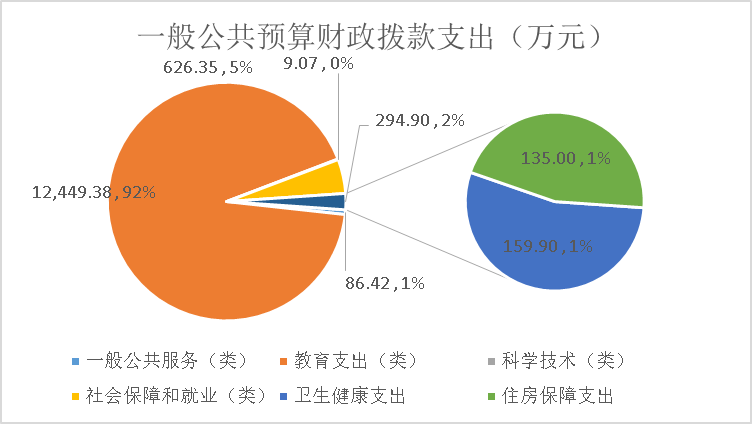 一般公共预算财政拨款支出（万元）
626.35 , 5%
9.07 , 0%
294.90 , 2%
135.00 , 1%
12,449.38, 92%
159.90 , 1%
86.42 , 1%
一般公共服务（类）
教育支出（类）
科学技术（类）
社会保障和就业（类）
卫生健康支出
住房保障支出